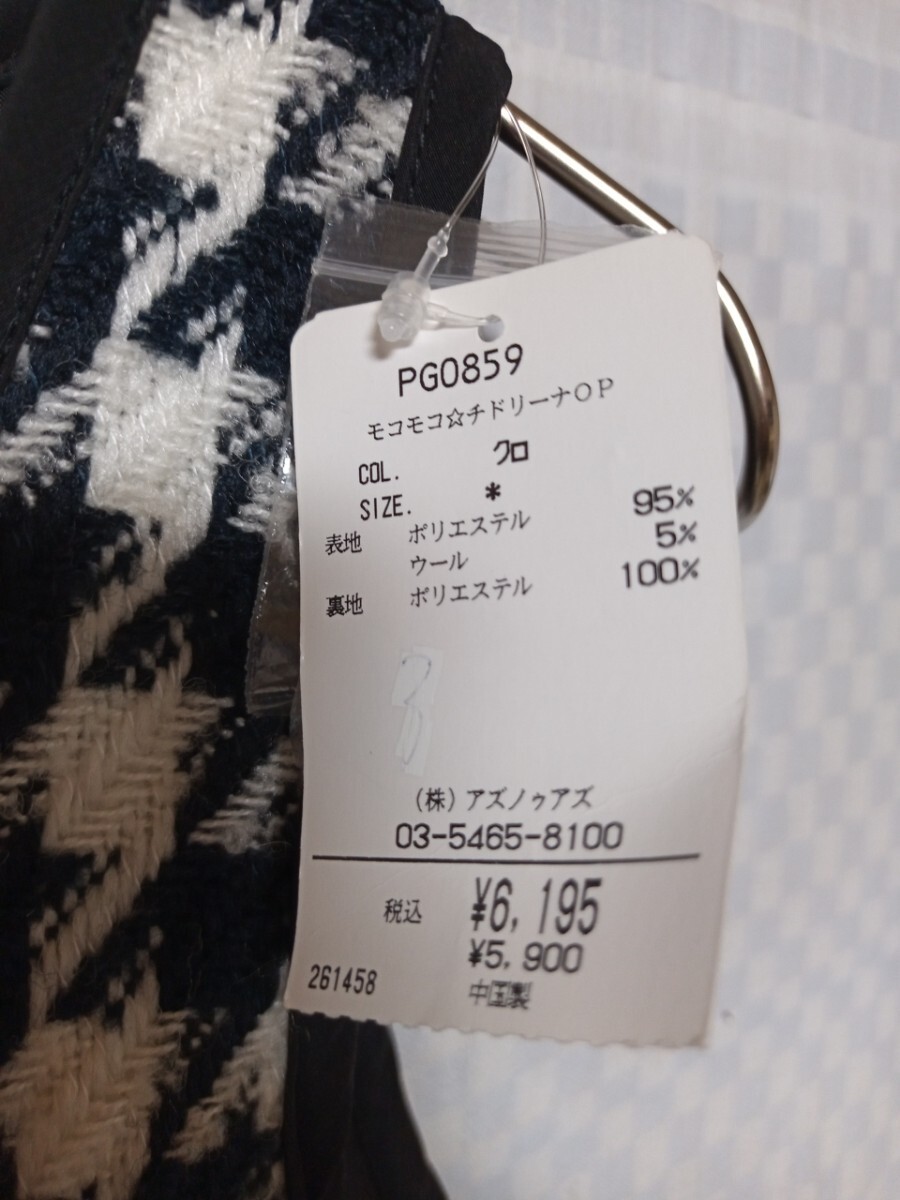 PG0859
モコモコ☆チドリーナOP
COL. クロ
SIZE. *
表地 ポリエステル 95%
ウール 5%
裏地 ポリエステル 100%
(株)アズノゥアズ
03-5465-8100
税込 ¥6,195
¥5,900
261458 中国製